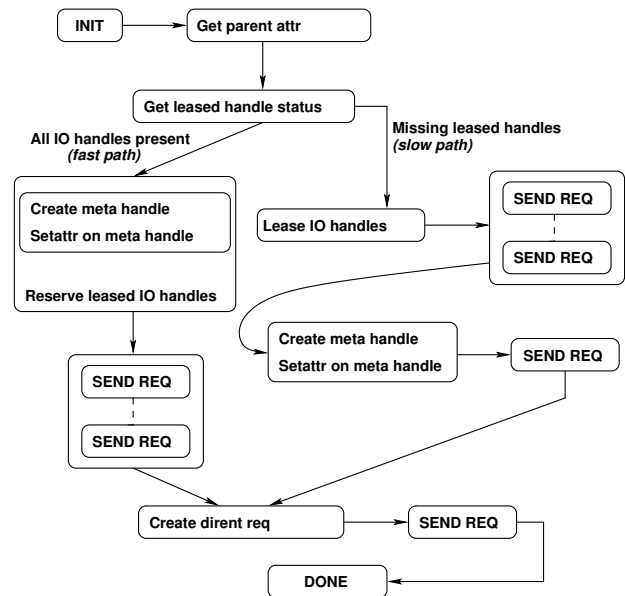 INIT
Get parent attr
Get leased handle status
All IO handles present
(fast path)
Missing leased handles
(slow path)
Create meta handle
Setattr on meta handle
Reserve leased IO handles
Lease IO handles
SEND REQ
SEND REQ
Create meta handle
Setattr on meta handle
SEND REQ
SEND REQ
SEND REQ
Create dirent req
SEND REQ
DONE